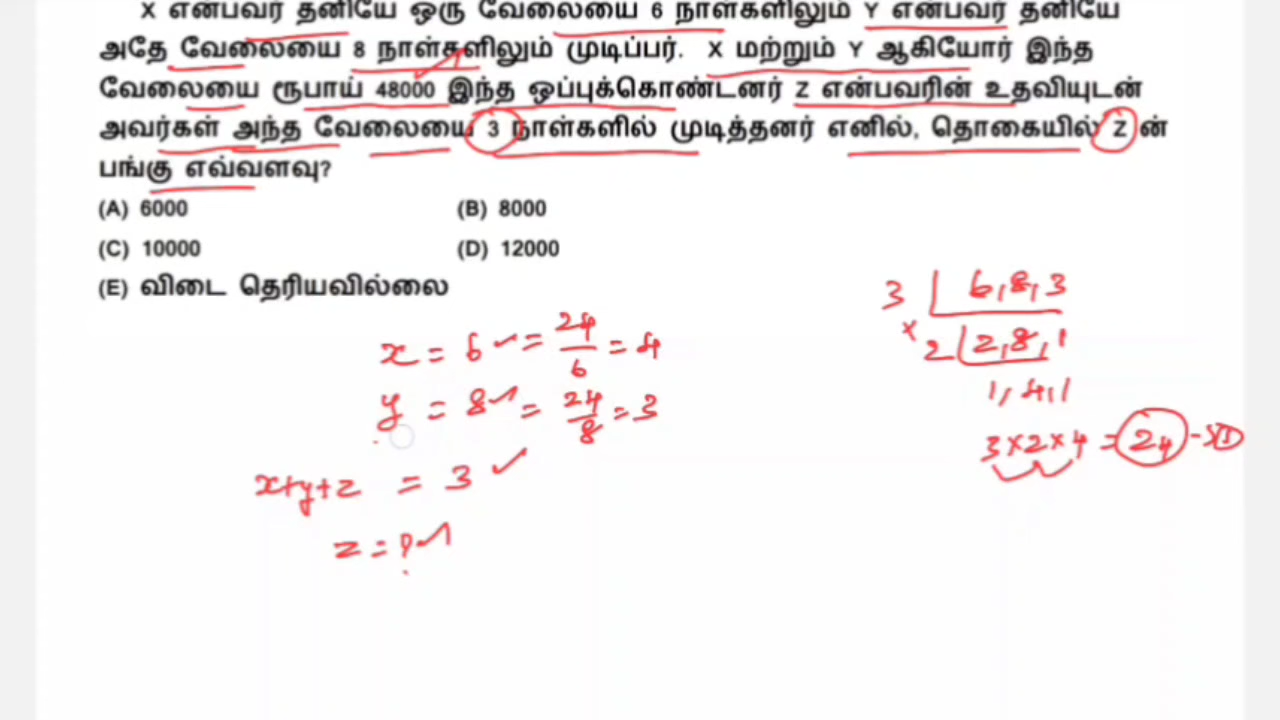 X என்பவர் தனியே ஒரு வேலையை 6 நாள்களிலும் Y என்பவர் தனியே
அதே வேலையை 8 நாள்களிலும் முடிப்பர். X மற்றும் Y ஆகியோர் இந்த
வேலையை ரூபாய் 48000 இந்த ஒப்புக்கொண்டனர் Z என்பவரின் உதவியுடன்
அவர்கள் அந்த வேலையை 3 நாள்களில் முடித்தனர் எனில், தொகையில் Z ன்
பங்கு எவ்வளவு?
(A) 6000 (B) 8000
(C) 10000 (D) 12000
(E) விடை தெரியவில்லை
x = 6 = 24/6 = 4
y = 8 = 24/8 = 3
x+y+z = 3
z = ?
3 | 6, 8, 3
× 2 | 2, 8, 1
1, 4, 1
3 × 2 × 4 = 24 -